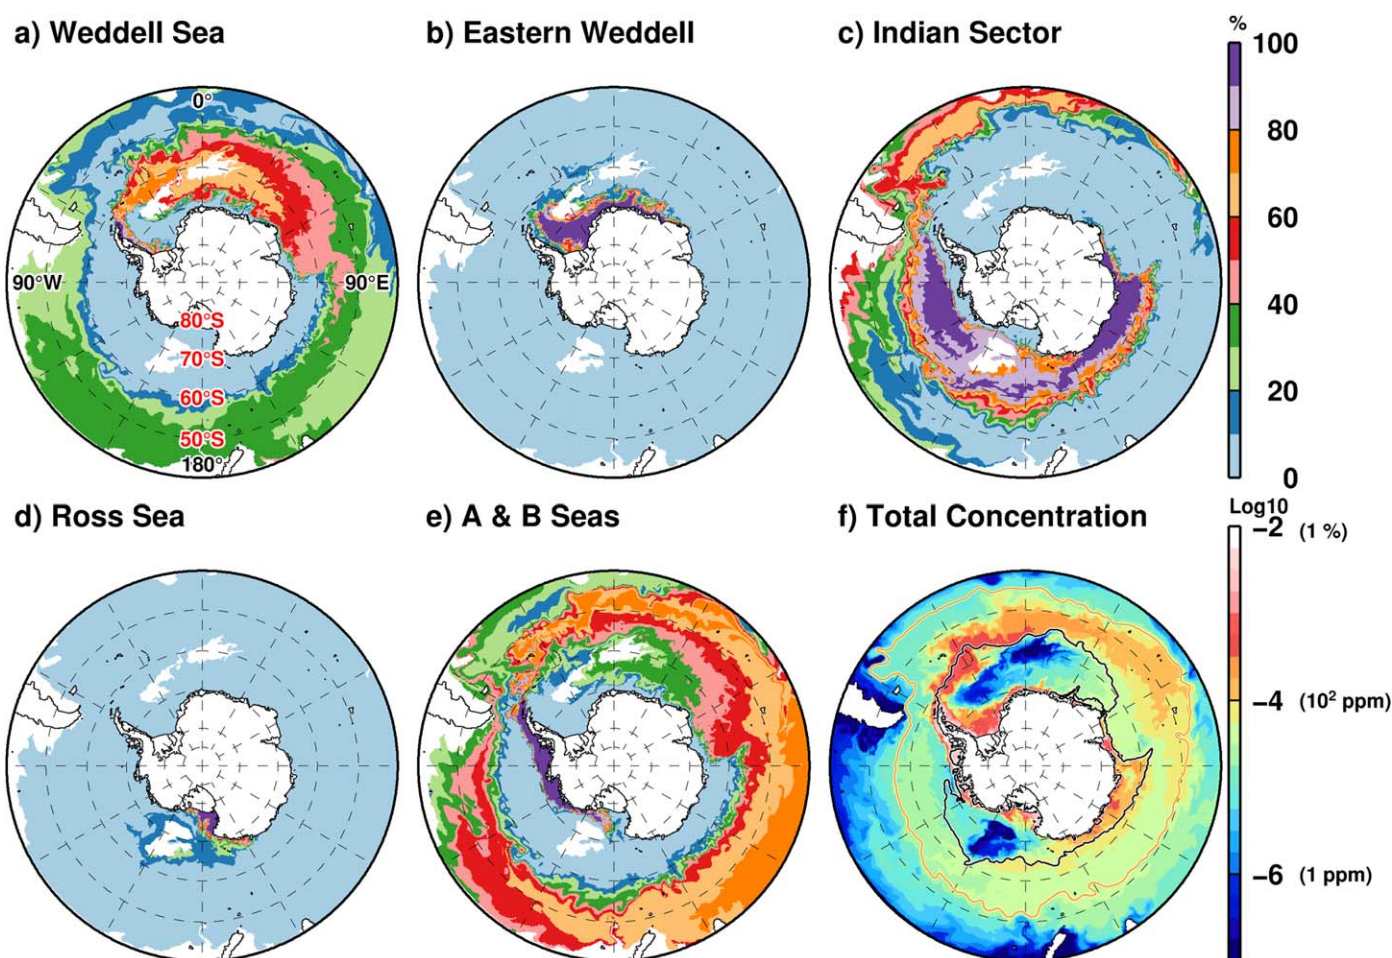 a) Weddell Sea
b) Eastern Weddell
c) Indian Sector
%
100
80
60
40
20
0
0°
90°W
90°E
80°S
70°S
60°S
50°S
180°
d) Ross Sea
e) A & B Seas
f) Total Concentration
Log10
−2 (1 %)
−4 (10² ppm)
−6 (1 ppm)